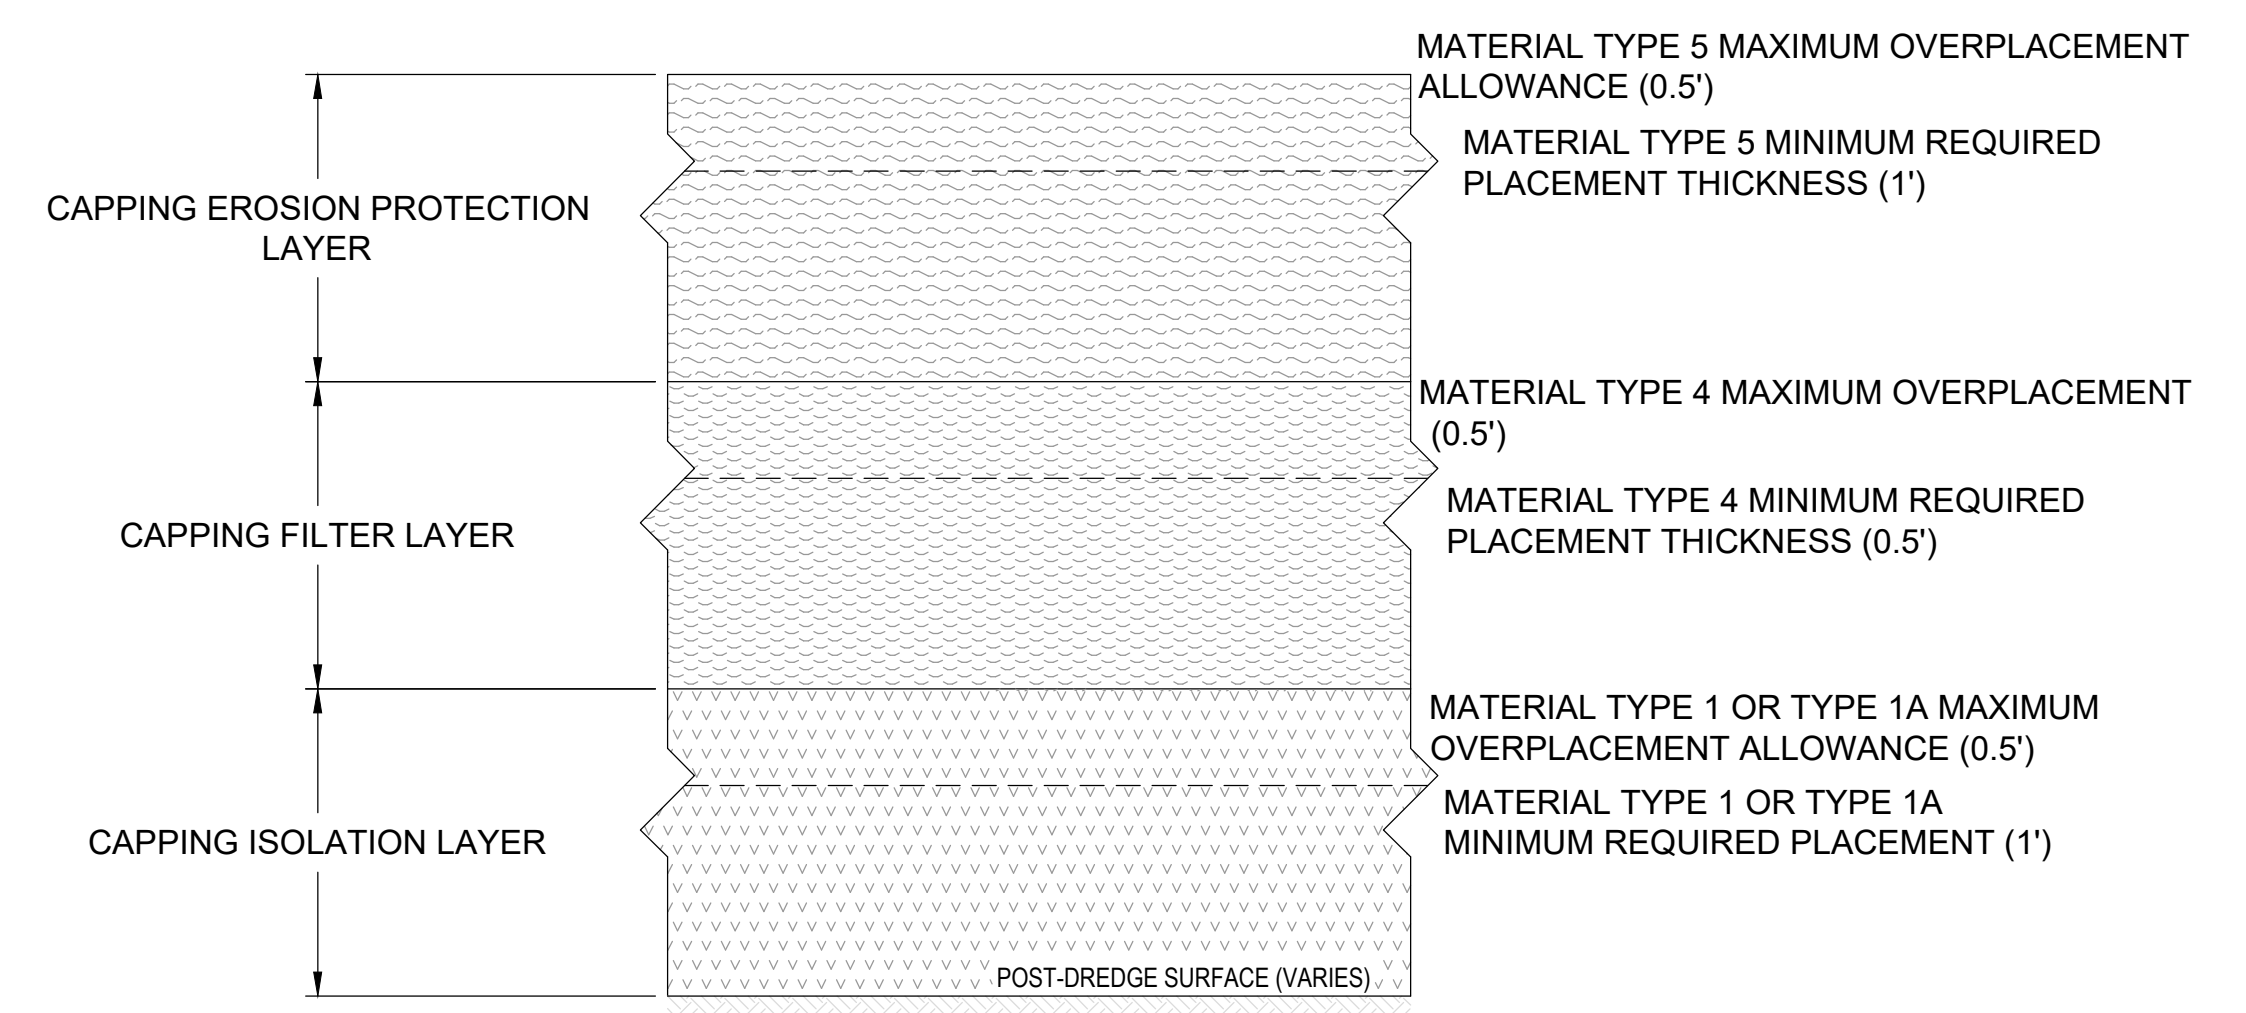 MATERIAL TYPE 5 MAXIMUM OVERPLACEMENT
ALLOWANCE (0.5')
MATERIAL TYPE 5 MINIMUM REQUIRED
PLACEMENT THICKNESS (1')
CAPPING EROSION PROTECTION
LAYER
MATERIAL TYPE 4 MAXIMUM OVERPLACEMENT
(0.5')
MATERIAL TYPE 4 MINIMUM REQUIRED
PLACEMENT THICKNESS (0.5')
CAPPING FILTER LAYER
MATERIAL TYPE 1 OR TYPE 1A MAXIMUM
OVERPLACEMENT ALLOWANCE (0.5')
MATERIAL TYPE 1 OR TYPE 1A
MINIMUM REQUIRED PLACEMENT (1')
CAPPING ISOLATION LAYER
POST-DREDGE SURFACE (VARIES)